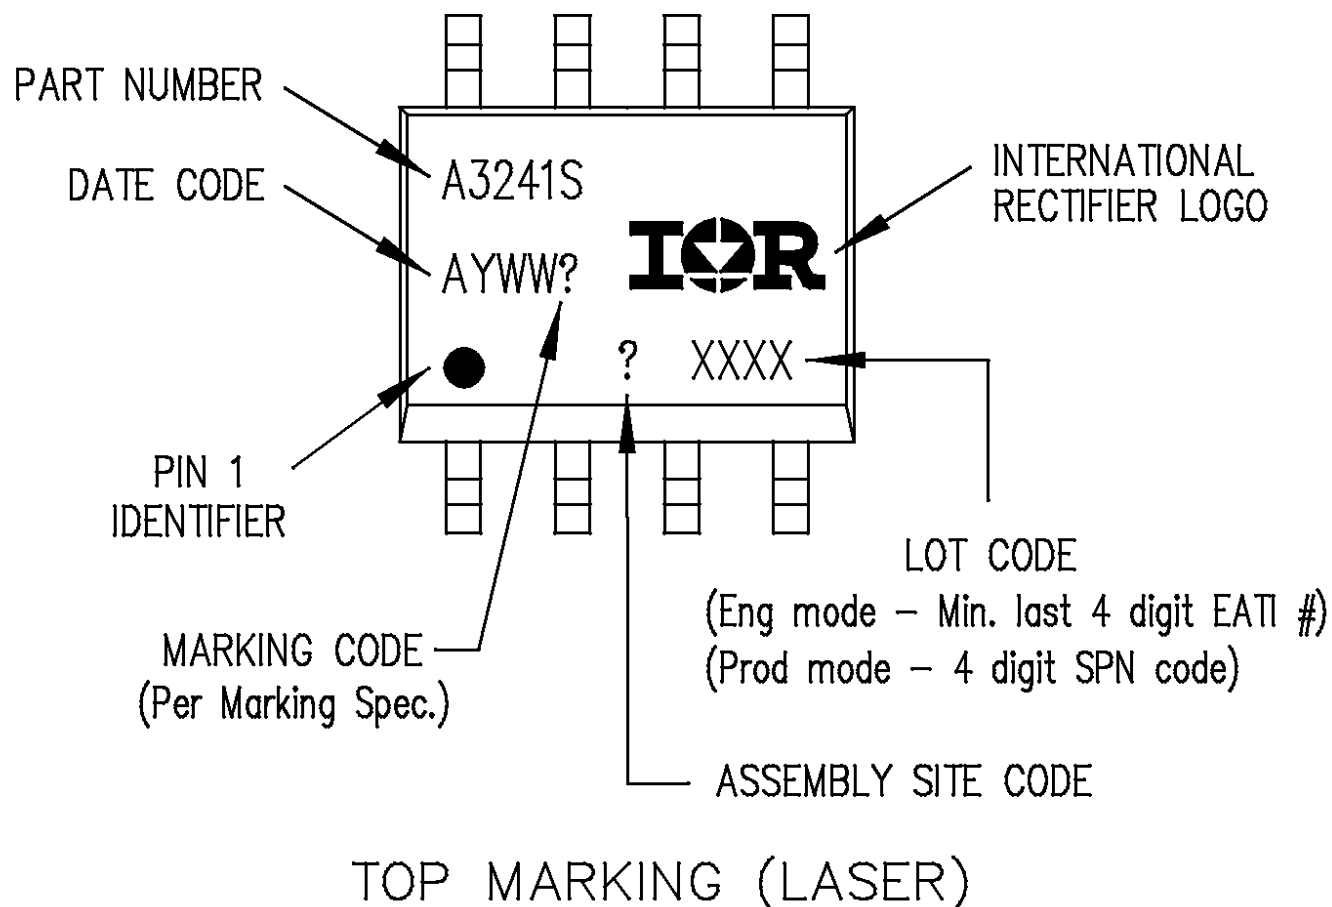 PART NUMBER
DATE CODE
A3241S
AYWW?
IOR
INTERNATIONAL
RECTIFIER LOGO
? XXXX
PIN 1
IDENTIFIER
LOT CODE
(Eng mode – Min. last 4 digit EATI #)
(Prod mode – 4 digit SPN code)
MARKING CODE
(Per Marking Spec.)
ASSEMBLY SITE CODE
TOP MARKING (LASER)